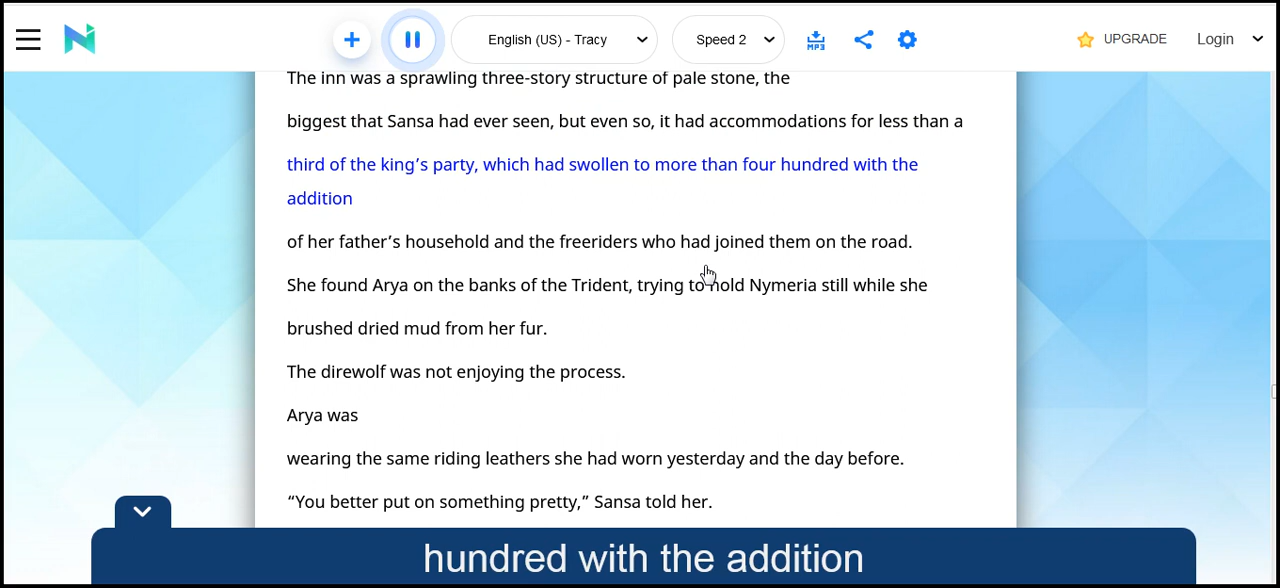 English (US) - Tracy
Speed 2
MP3
UPGRADE
Login
The inn was a sprawling three-story structure of pale stone, the
biggest that Sansa had ever seen, but even so, it had accommodations for less than a
third of the king’s party, which had swollen to more than four hundred with the
addition
of her father’s household and the freeriders who had joined them on the road.
She found Arya on the banks of the Trident, trying to hold Nymeria still while she
brushed dried mud from her fur.
The direwolf was not enjoying the process.
Arya was
wearing the same riding leathers she had worn yesterday and the day before.
“You better put on something pretty,” Sansa told her.
hundred with the addition